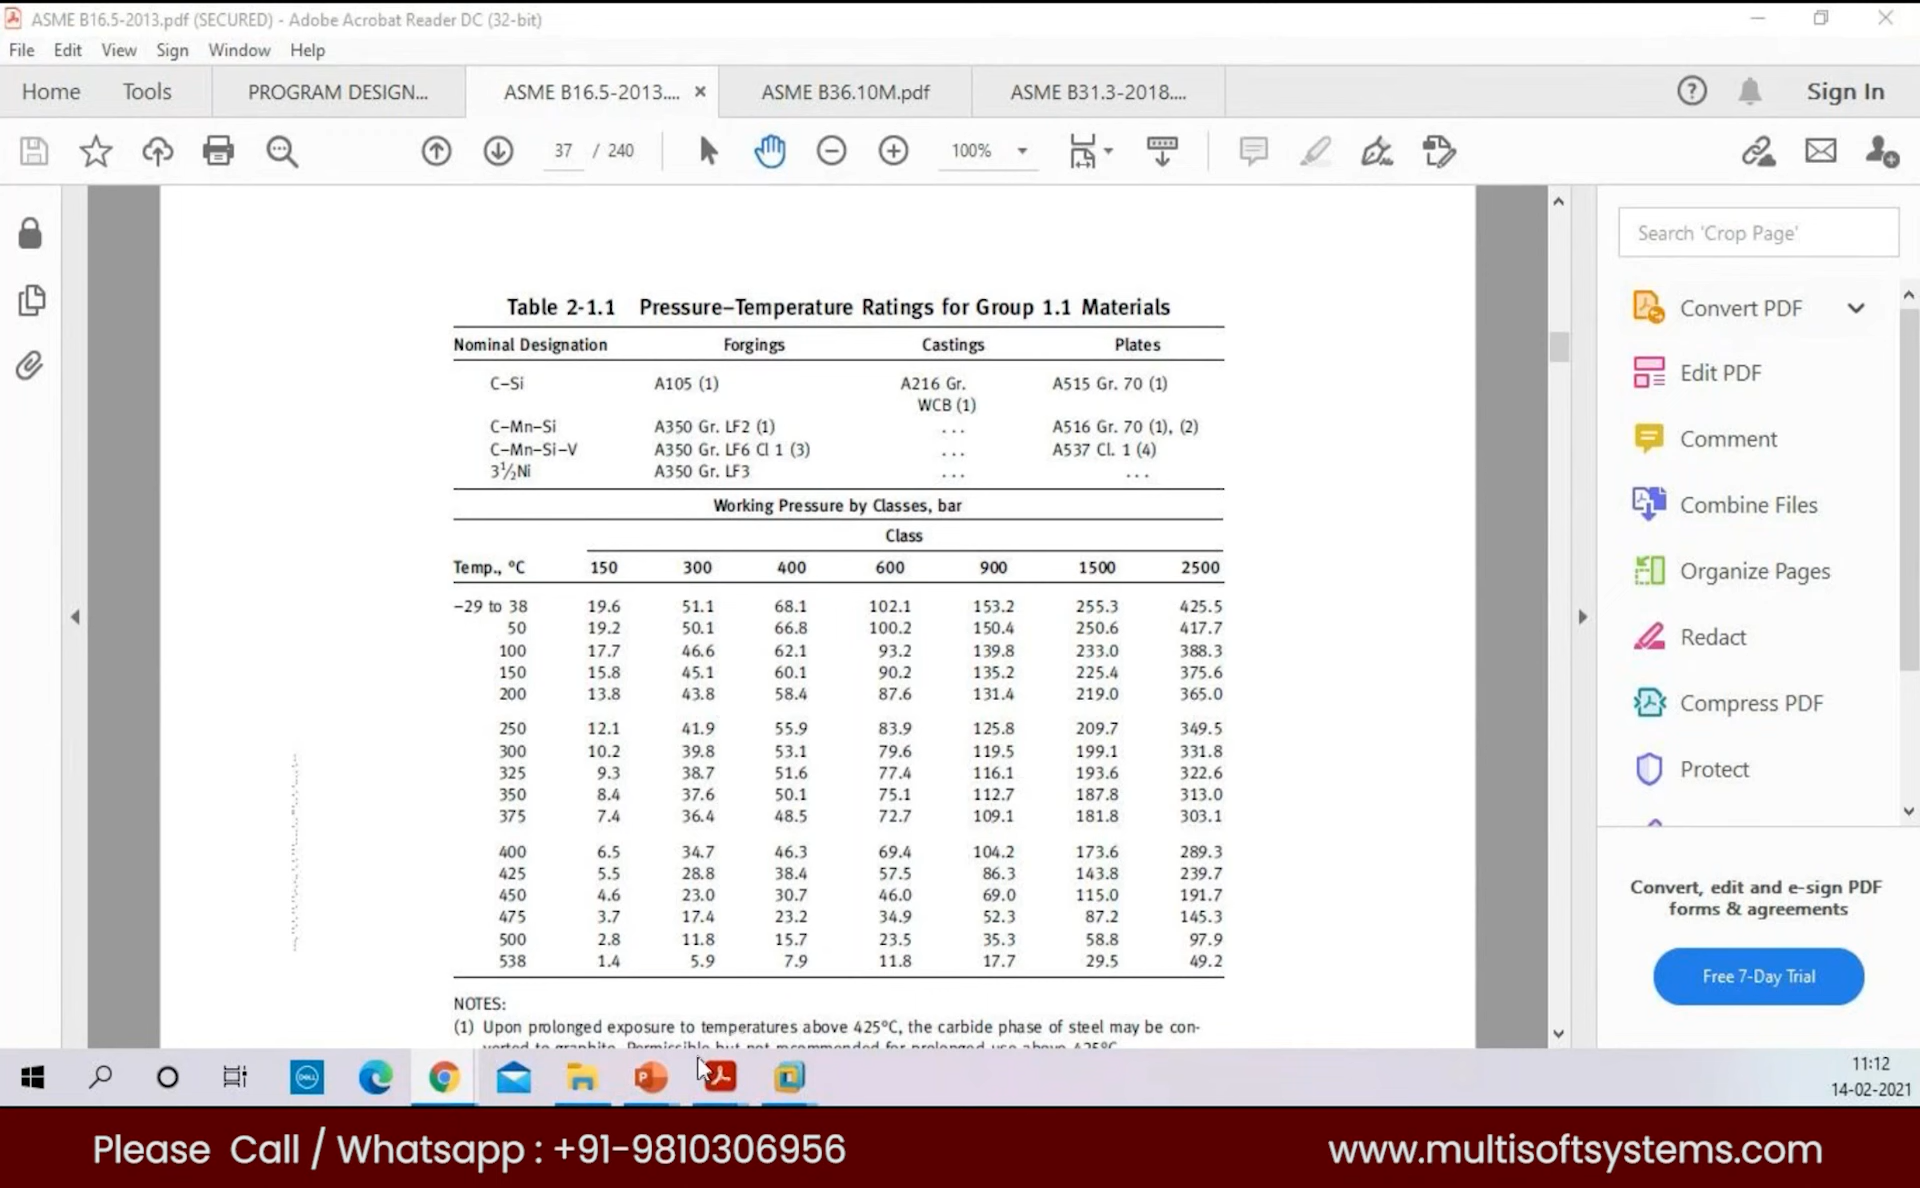 ASME B16.5-2013.pdf (SECURED) - Adobe Acrobat Reader DC (32-bit)
File Edit View Sign Window Help
Home Tools PROGRAM DESIGN... ASME B16.5-2013.... × ASME B36.10M.pdf ASME B31.3-2018.... Sign In
37 / 240 100%
Search 'Crop Page'
Convert PDF
Edit PDF
Comment
Combine Files
Organize Pages
Redact
Compress PDF
Protect
Convert, edit and e-sign PDF
forms & agreements
Free 7-Day Trial
Table 2-1.1 Pressure–Temperature Ratings for Group 1.1 Materials
Nominal Designation Forgings Castings Plates
C–Si A105 (1) A216 Gr. A515 Gr. 70 (1)
WCB (1)
C–Mn–Si A350 Gr. LF2 (1) . . . A516 Gr. 70 (1), (2)
C–Mn–Si–V A350 Gr. LF6 Cl 1 (3) . . . A537 Cl. 1 (4)
3½Ni A350 Gr. LF3 . . . . . .
Working Pressure by Classes, bar
Class
Temp., °C 150 300 400 600 900 1500 2500
−29 to 38 19.6 51.1 68.1 102.1 153.2 255.3 425.5
50 19.2 50.1 66.8 100.2 150.4 250.6 417.7
100 17.7 46.6 62.1 93.2 139.8 233.0 388.3
150 15.8 45.1 60.1 90.2 135.2 225.4 375.6
200 13.8 43.8 58.4 87.6 131.4 219.0 365.0
250 12.1 41.9 55.9 83.9 125.8 209.7 349.5
300 10.2 39.8 53.1 79.6 119.5 199.1 331.8
325 9.3 38.7 51.6 77.4 116.1 193.6 322.6
350 8.4 37.6 50.1 75.1 112.7 187.8 313.0
375 7.4 36.4 48.5 72.7 109.1 181.8 303.1
400 6.5 34.7 46.3 69.4 104.2 173.6 289.3
425 5.5 28.8 38.4 57.5 86.3 143.8 239.7
450 4.6 23.0 30.7 46.0 69.0 115.0 191.7
475 3.7 17.4 23.2 34.9 52.3 87.2 145.3
500 2.8 11.8 15.7 23.5 35.3 58.8 97.9
538 1.4 5.9 7.9 11.8 17.7 29.5 49.2
NOTES:
(1) Upon prolonged exposure to temperatures above 425°C, the carbide phase of steel may be con-
verted to graphite. Permissible but not recommended for prolonged use above 425°C.
DELL
11:12
14-02-2021
Please Call / Whatsapp : +91-9810306956
www.multisoftsystems.com